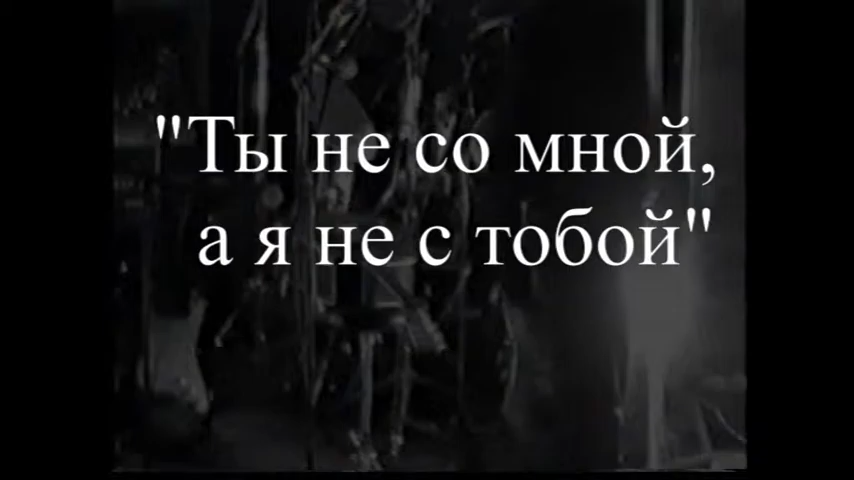 "Ты не со мной,
а я не с тобой"